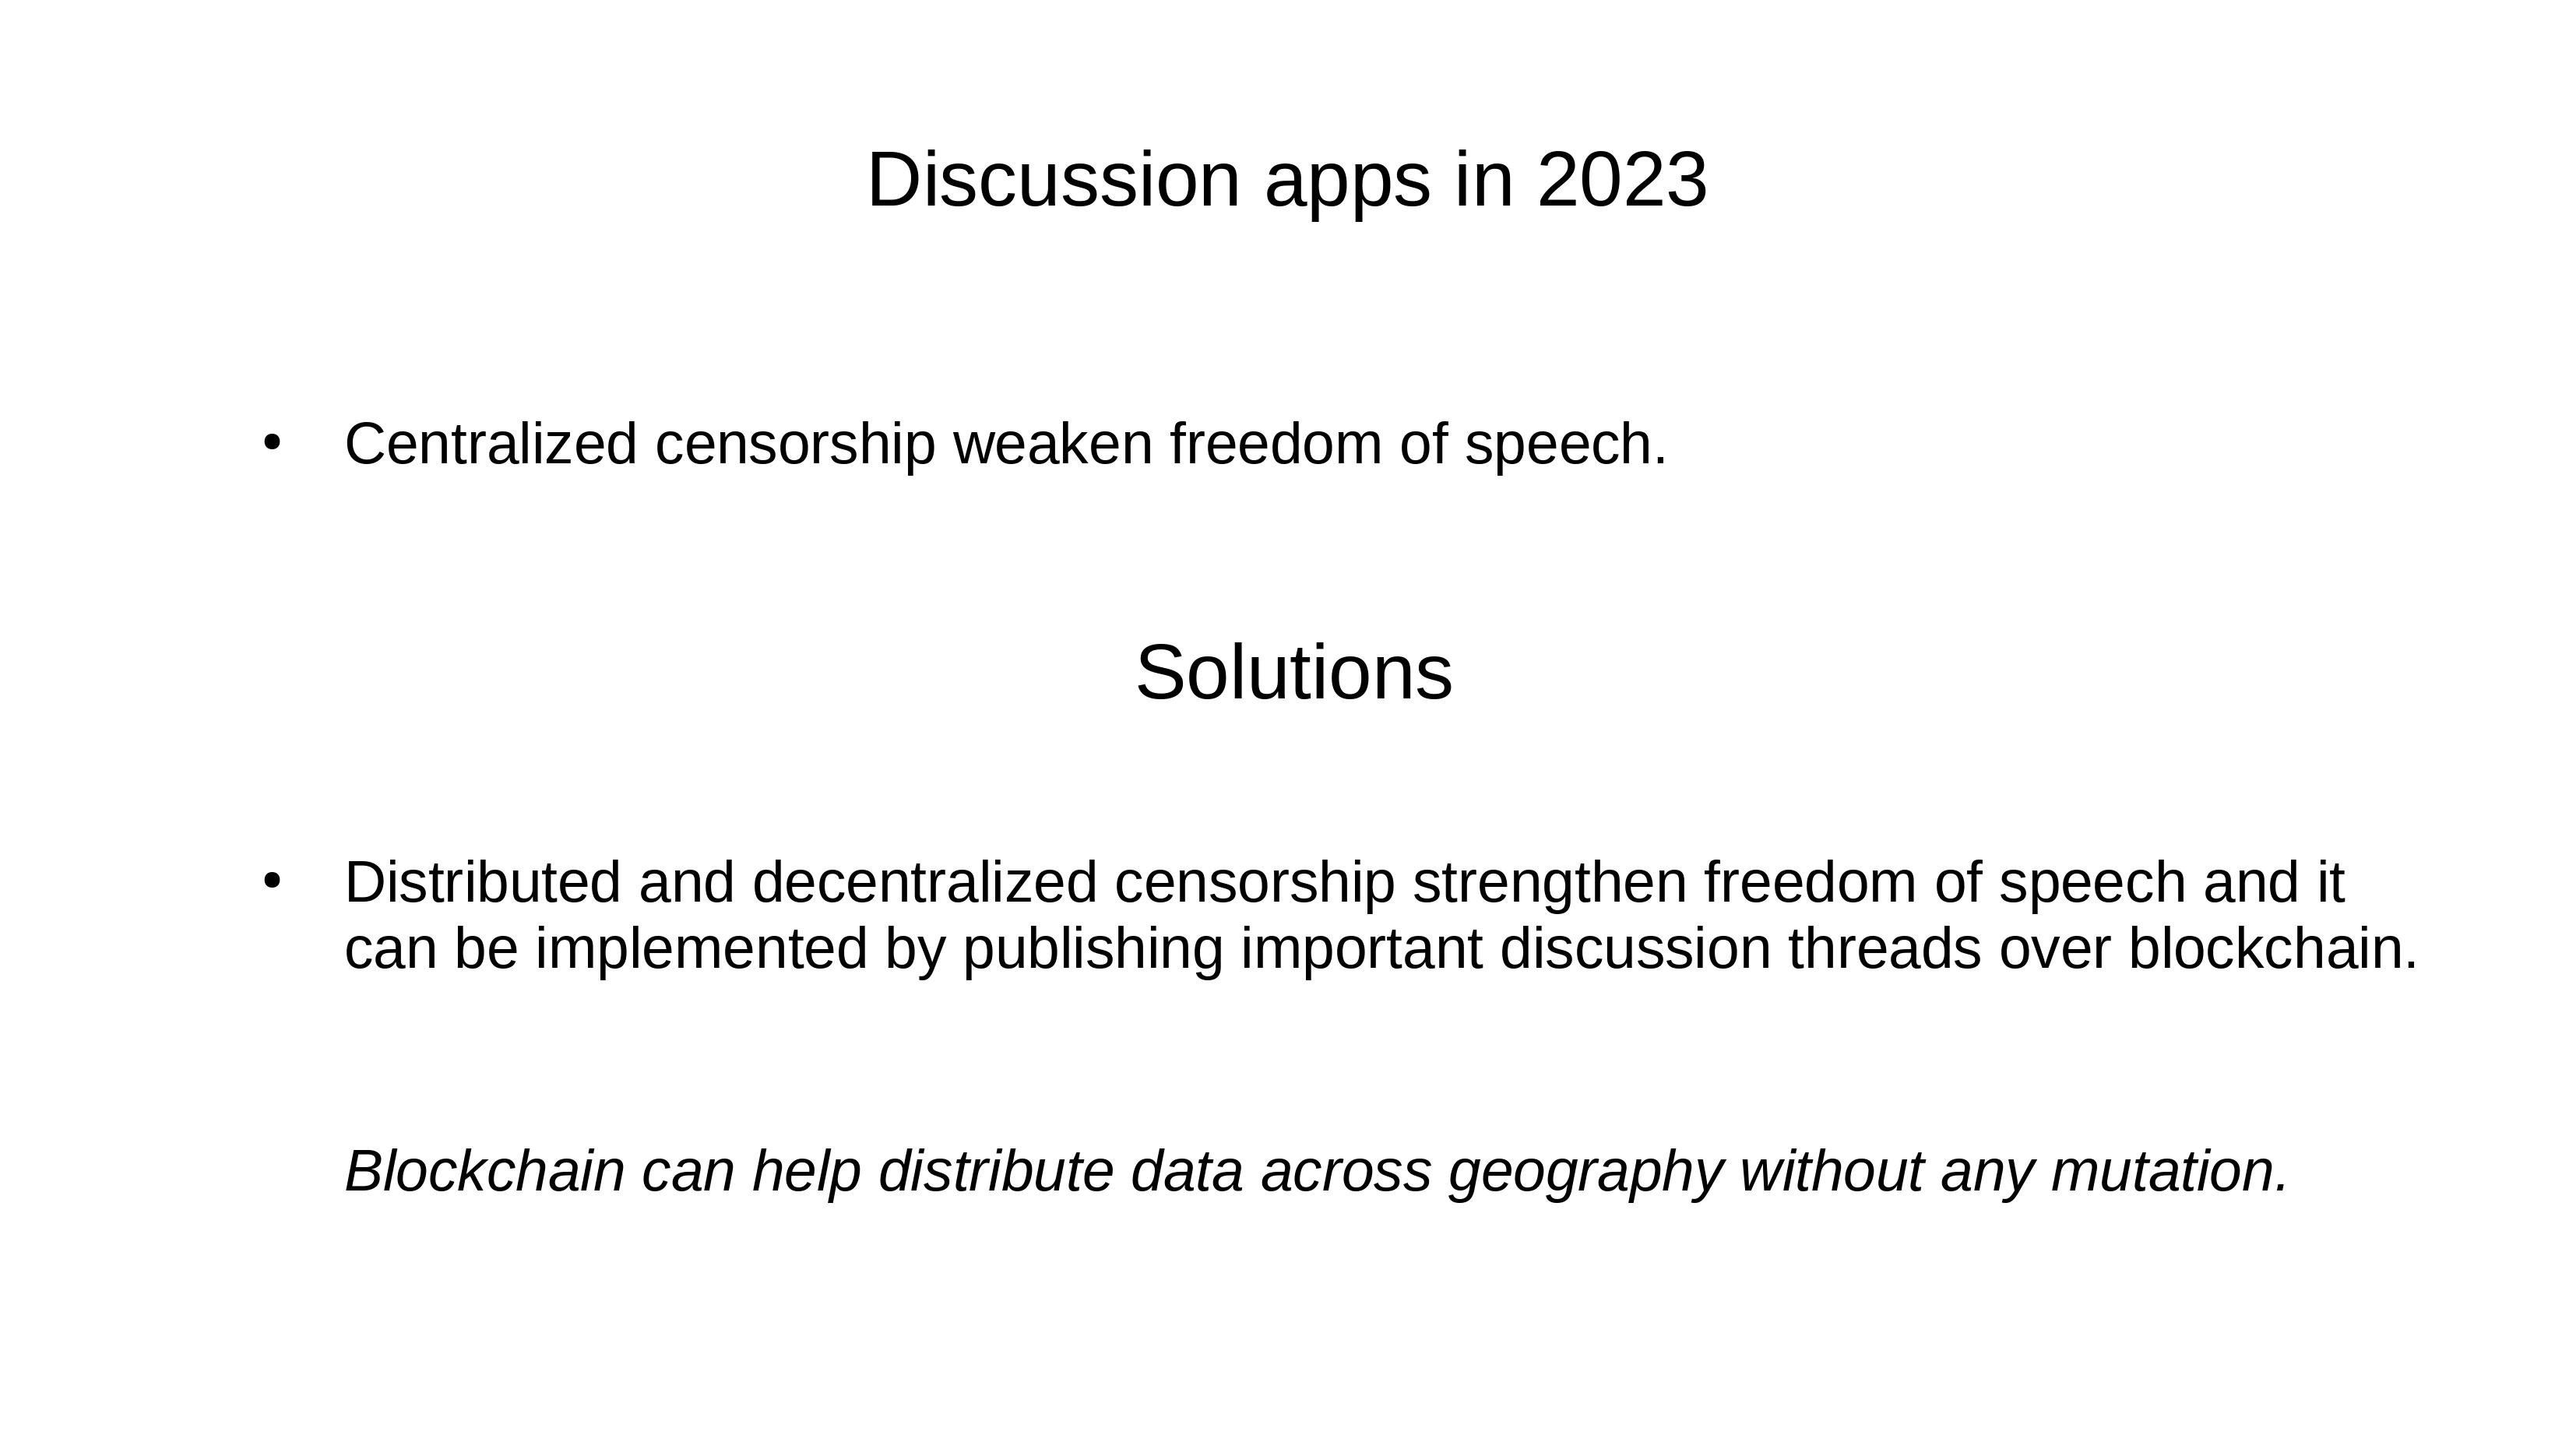 Discussion apps in 2023
• Centralized censorship weaken freedom of speech.
Solutions
• Distributed and decentralized censorship strengthen freedom of speech and it
can be implemented by publishing important discussion threads over blockchain.
Blockchain can help distribute data across geography without any mutation.